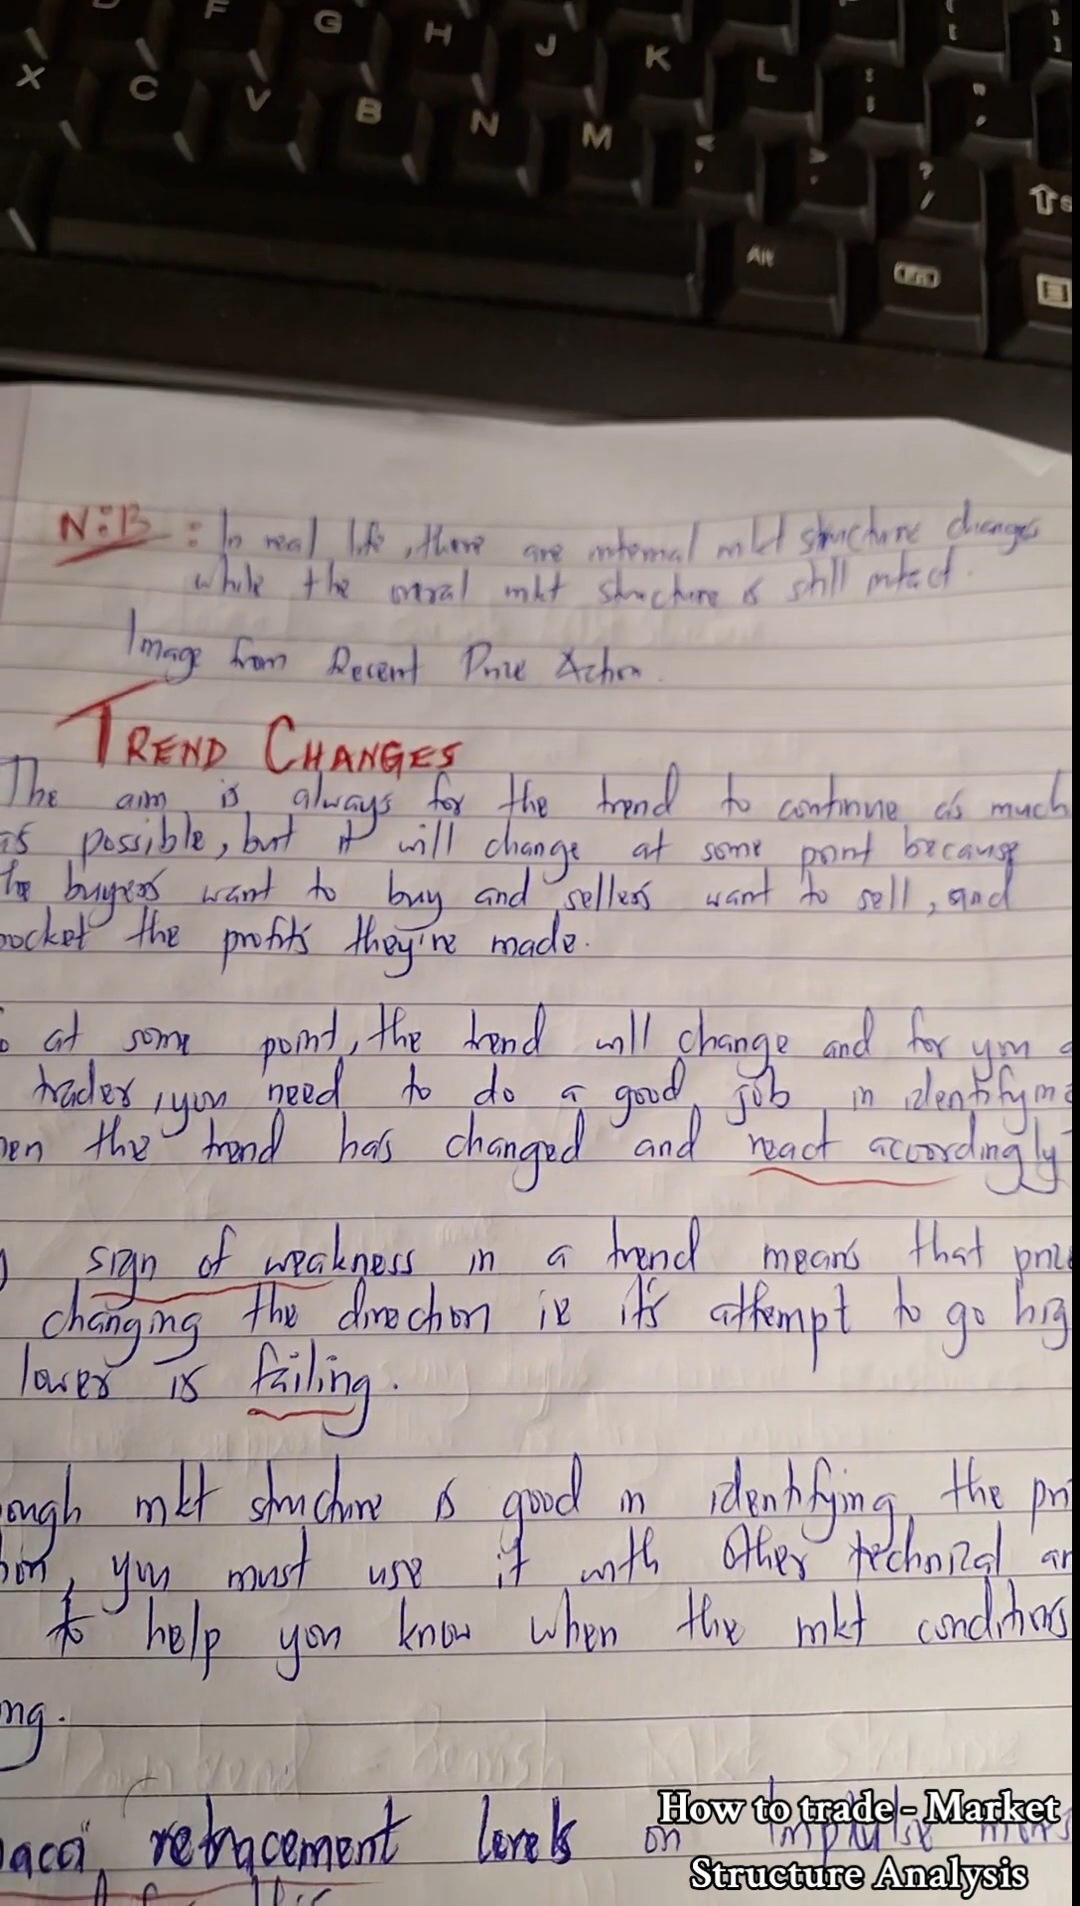 F G H J K L
X C V B N M
Alt Fn
N:B : In real life, there are internal mkt structure changes
while the overal mkt structure is still intact.
Image from Recent Price Action.
TREND CHANGES
The aim is always for the trend to continue as much
as possible, but it will change at some point because
the buyers want to buy and sellers want to sell, and
pocket the profits they're made.
at some point, the trend will change and for you
trader, you need to do a good job in identifying
the trend has changed and react accordingly
sign of weakness in a trend means that price
changing the direction ie it's attempt to go hig
lower is failing.
ough mkt structure is good in identifying the pri
you must use it with other technical an
to help you know when the mkt conditions
ng.
acci retracement levels on Impulse moves
How to trade - Market
Structure Analysis